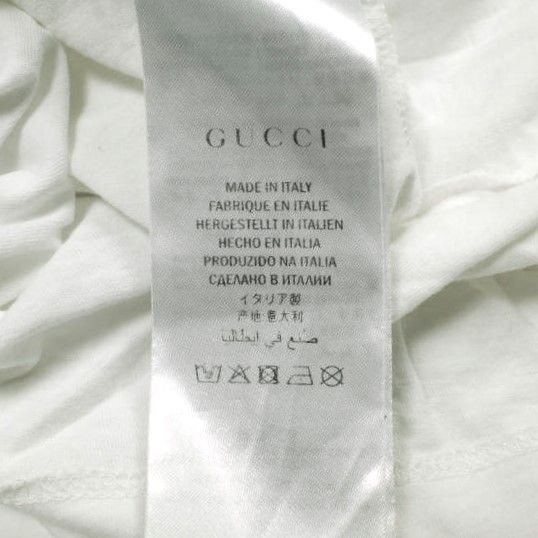 GUCCI
MADE IN ITALY
FABRIQUE EN ITALIE
HERGESTELLT IN ITALIEN
HECHO EN ITALIA
PRODUZIDO NA ITALIA
СДЕЛАНО В ИТАЛИИ
イタリア製
产地 意大利
صنع في إيطاليا